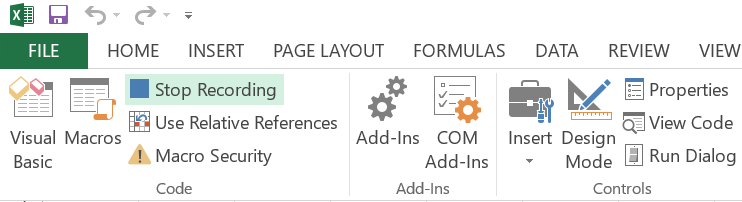 FILE HOME INSERT PAGE LAYOUT FORMULAS DATA REVIEW VIEW
Visual Basic
Macros
Stop Recording
Use Relative References
Macro Security
Code
Add-Ins
COM Add-Ins
Add-Ins
Insert
Design Mode
Properties
View Code
Run Dialog
Controls